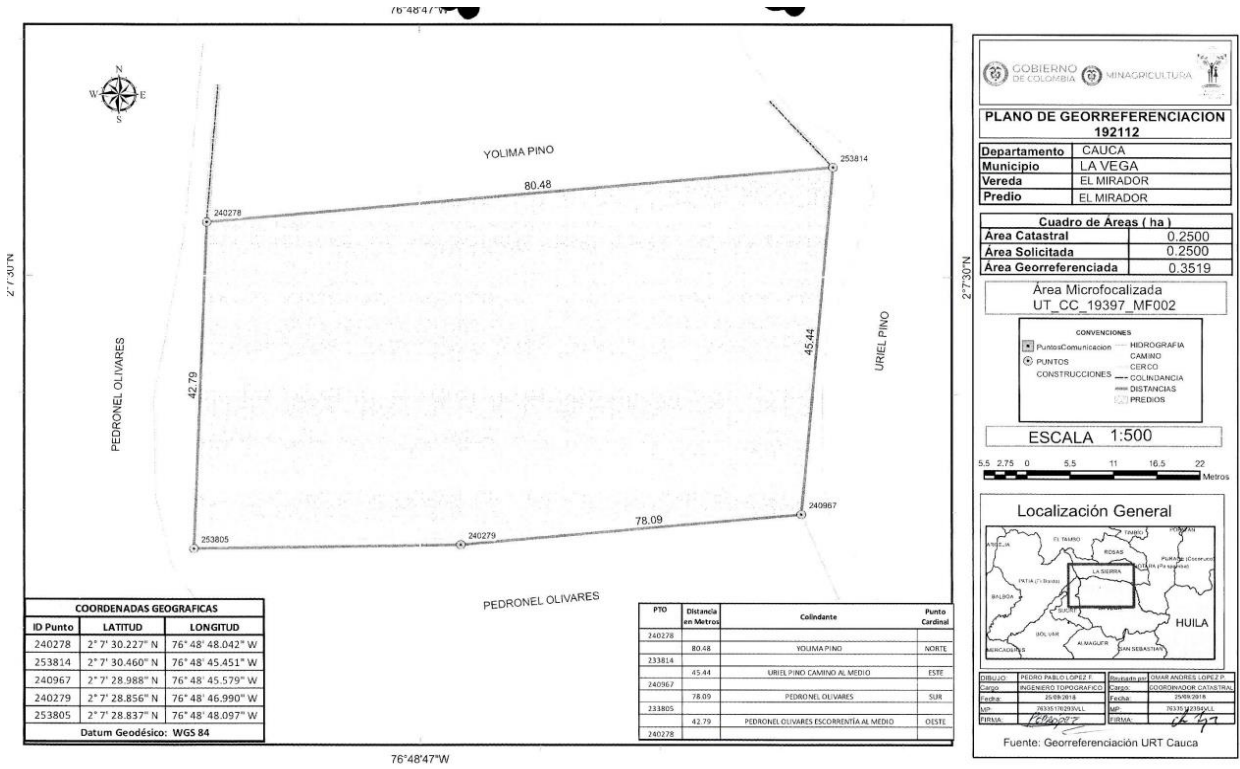 76°48'47"W
N
W E
S
YOLIMA PINO
253814
80.48
240278
2°7'30"N
2°7'30"N
PEDRONEL OLIVARES
42.79
45.44
URIEL PINO
240967
78.09
240279
253805
PEDRONEL OLIVARES
COORDENADAS GEOGRAFICAS
ID Punto LATITUD LONGITUD
240278 2° 7' 30.227" N 76° 48' 48.042" W
253814 2° 7' 30.460" N 76° 48' 45.451" W
240967 2° 7' 28.988" N 76° 48' 45.579" W
240279 2° 7' 28.856" N 76° 48' 46.990" W
253805 2° 7' 28.837" N 76° 48' 48.097" W
Datum Geodésico: WGS 84
PTO Distancia en Metros Colindante Punto Cardinal
240278
80.48 YOLIMA PINO NORTE
233814
45.44 URIEL PINO CAMINO AL MEDIO ESTE
240967
78.09 PEDRONEL OLIVARES SUR
233805
42.79 PEDRONEL OLIVARES ESCORRENTÍA AL MEDIO OESTE
240278
76°48'47"W
GOBIERNO
DE COLOMBIA
MINAGRICULTURA
PLANO DE GEORREFERENCIACION
192112
Departamento CAUCA
Municipio LA VEGA
Vereda EL MIRADOR
Predio EL MIRADOR
Cuadro de Áreas ( ha )
Área Catastral 0.2500
Área Solicitada 0.2500
Área Georreferenciada 0.3519
Área Microfocalizada
UT_CC_19397_MF002
CONVENCIONES
PuntosComunicacion
PUNTOS
CONSTRUCCIONES
HIDROGRAFIA
CAMINO
CERCO
COLINDANCIA
DISTANCIAS
PREDIOS
ESCALA 1:500
5.5 2.75 0 5.5 11 16.5 22
Metros
Localización General
EL TAMBO
TIMBIO
ROSAS
LA SIERRA
PATIA (El Bordo)
BALBOA
SUCRE
BOLIVAR
HUILA
MERCADERES
ALMAGUER
SAN SEBASTIAN
DIBUJO PEDRO PABLO LOPEZ F. Revisado por OMAR ANDRES LOPEZ P.
Cargo INGENIERO TOPOGRAFICO Cargo: COORDINADOR CATASTRAL
Fecha: 25/09/2018 Fecha: 25/09/2018
MP: MP:
FIRMA: FIRMA:
Fuente: Georreferenciación URT Cauca